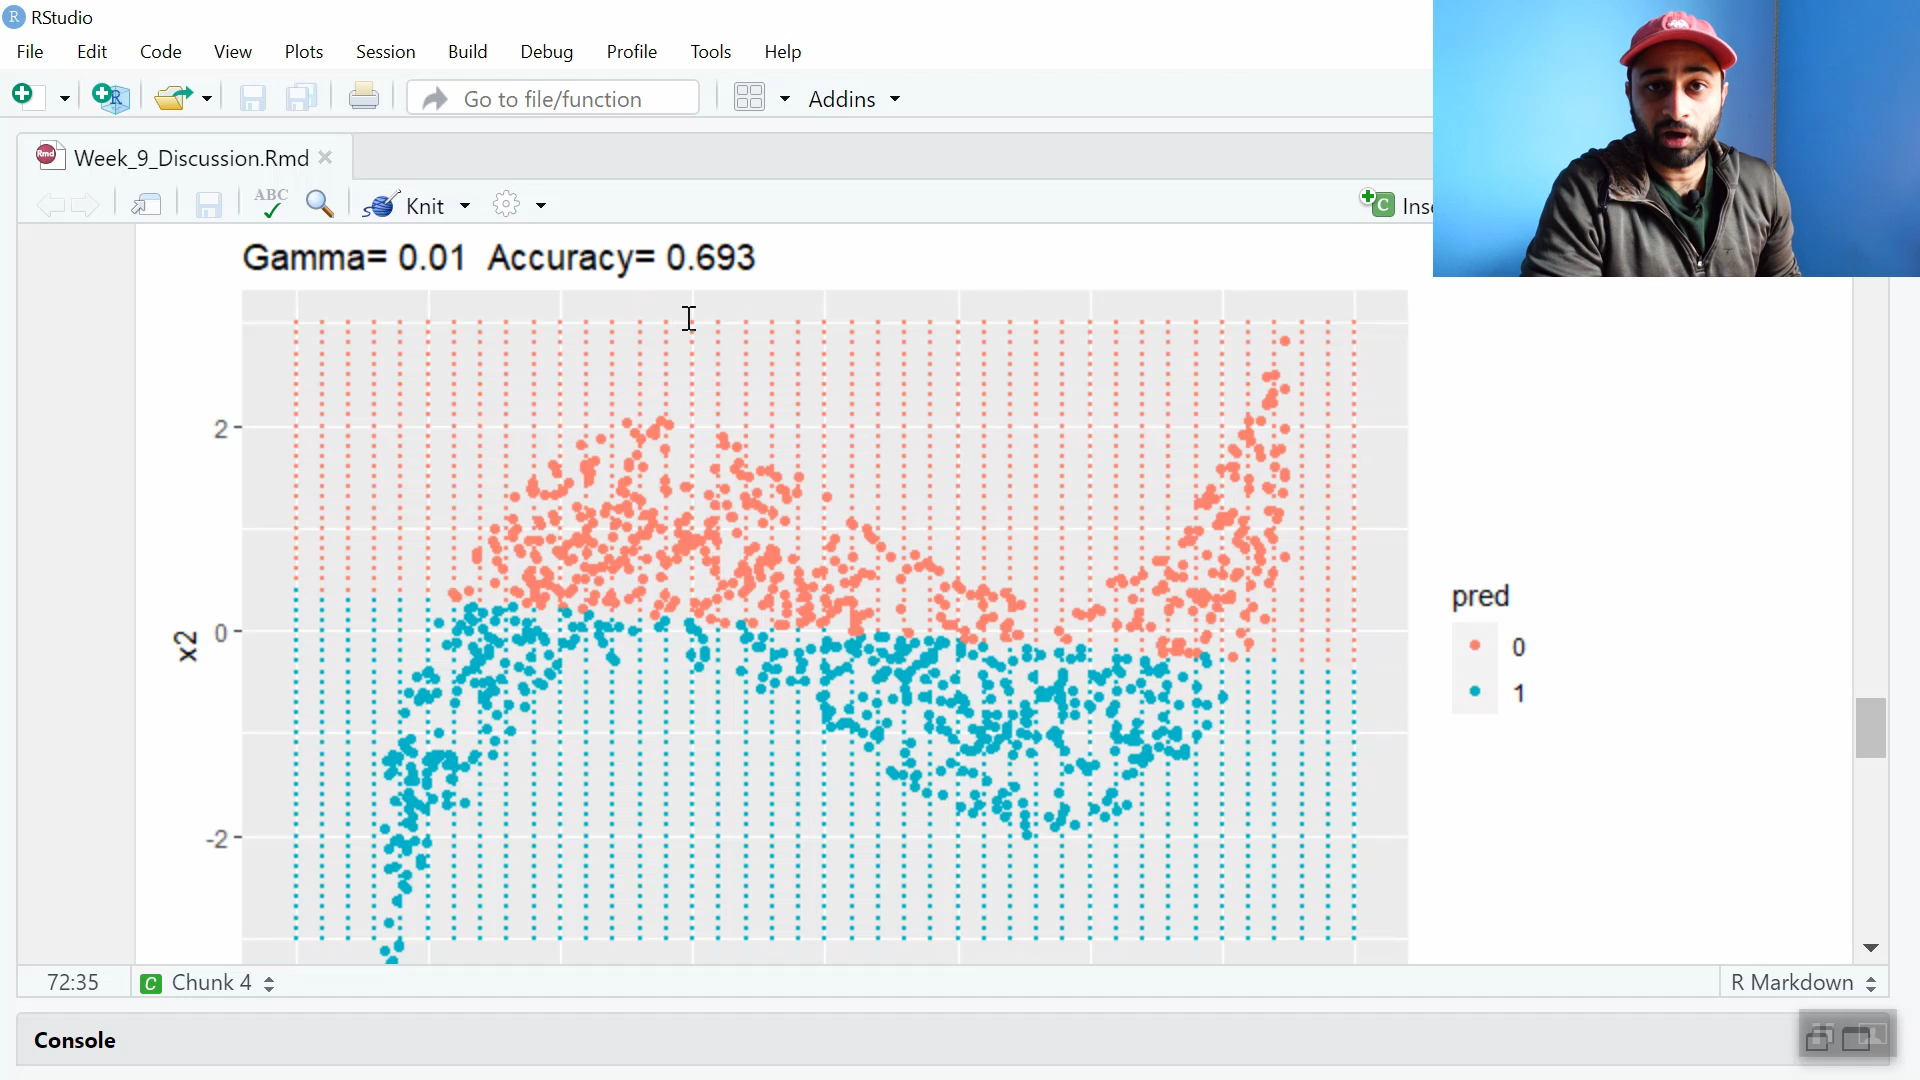 RStudio
File Edit Code View Plots Session Build Debug Profile Tools Help
Go to file/function Addins
Week_9_Discussion.Rmd
ABC Knit
Gamma= 0.01 Accuracy= 0.693
2
0
-2
x2
pred
0
1
72:35 C Chunk 4 R Markdown
Console